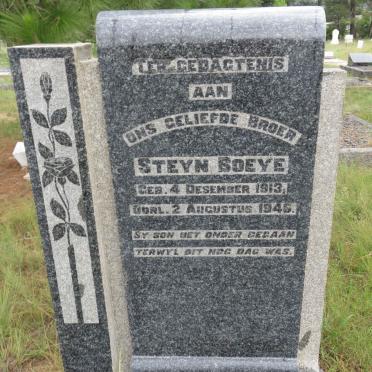 TER GEDAGTENIS
AAN
ONS GELIEFDE BROER
STEYN BOEYE
GEB. 4 DESEMBER 1913,
OORL. 2 AUGUSTUS 1945.
SY SON HET ONDER GEGAAN
TERWYL DIT NOG DAG WAS.